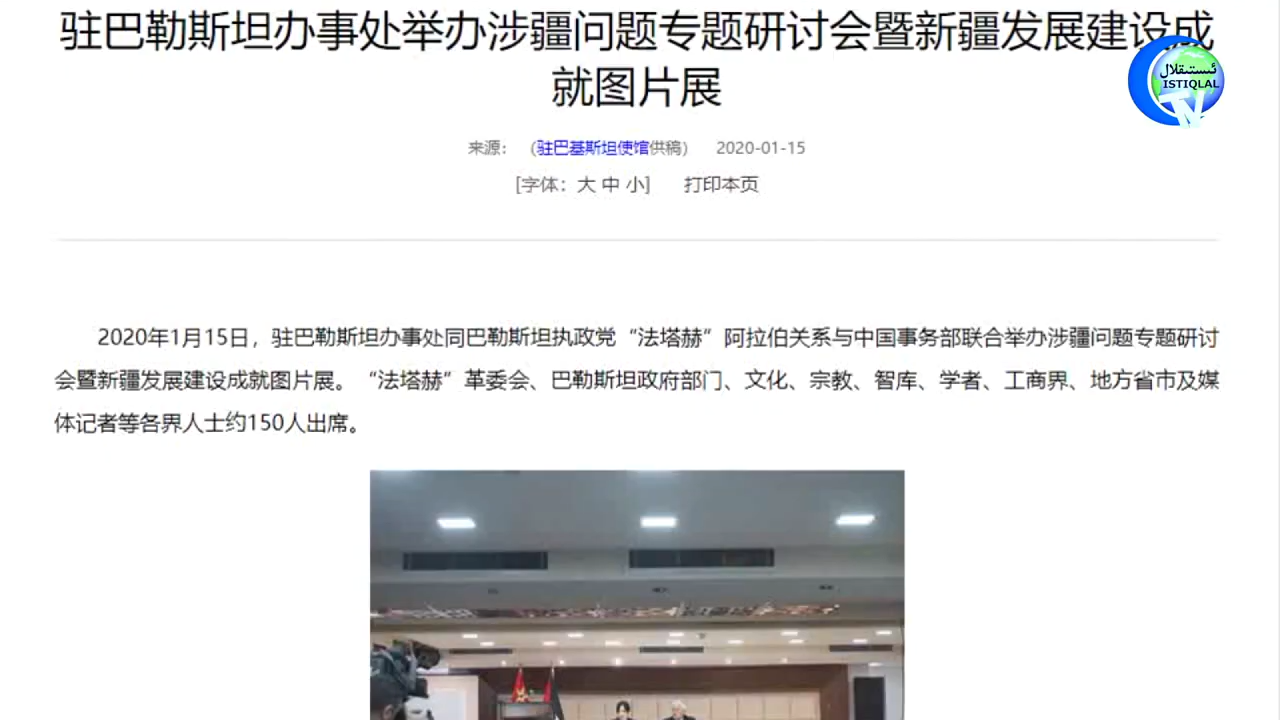 驻巴勒斯坦办事处举办涉疆问题专题研讨会暨新疆发展建设成
就图片展
ئىستىقلال
ISTIQLAL
TV
来源： （驻巴基斯坦使馆供稿） 2020-01-15
[字体：大 中 小] 打印本页
2020年1月15日，驻巴勒斯坦办事处同巴勒斯坦执政党“法塔赫”阿拉伯关系与中国事务部联合举办涉疆问题专题研讨
会暨新疆发展建设成就图片展。“法塔赫”革委会、巴勒斯坦政府部门、文化、宗教、智库、学者、工商界、地方省市及媒
体记者等各界人士约150人出席。